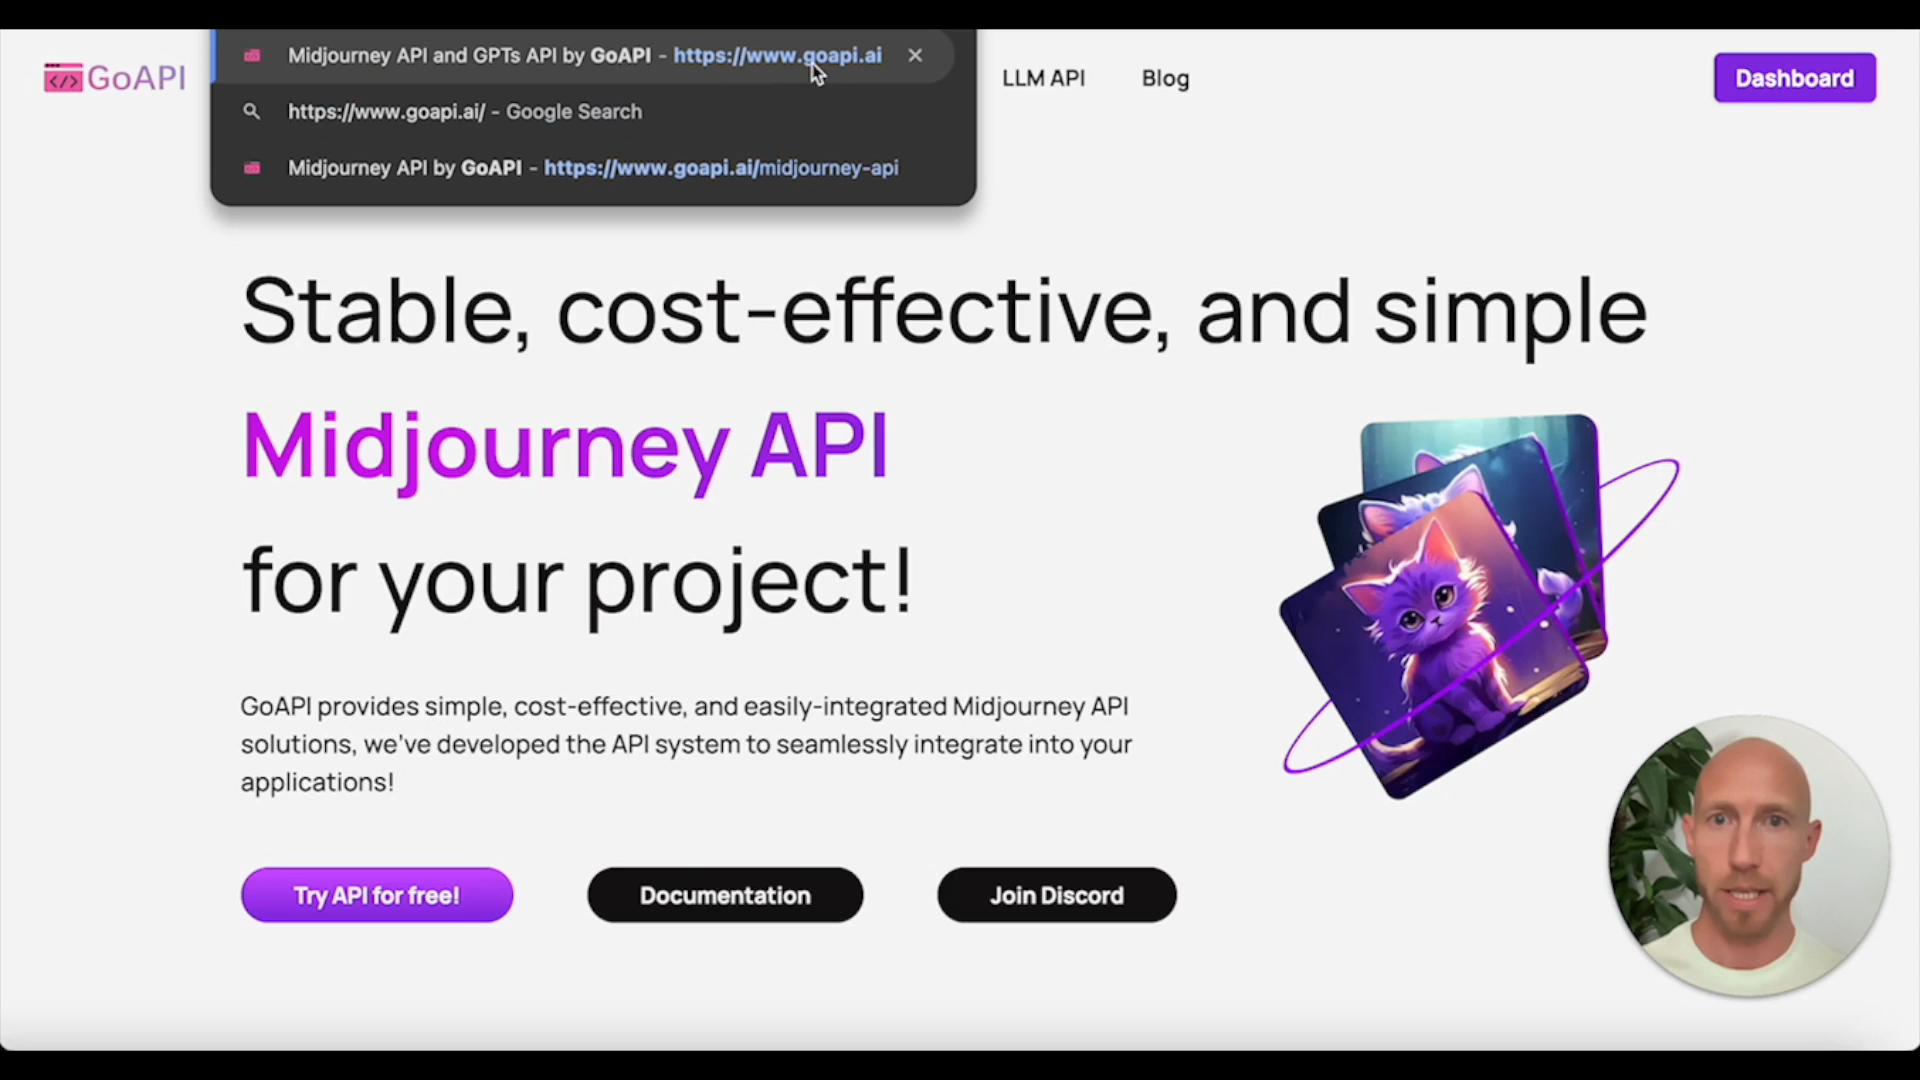 </> GoAPI
Midjourney API and GPTs API by GoAPI - https://www.goapi.ai
https://www.goapi.ai/ - Google Search
Midjourney API by GoAPI - https://www.goapi.ai/midjourney-api
LLM API
Blog
Dashboard
Stable, cost-effective, and simple
Midjourney API
for your project!
GoAPI provides simple, cost-effective, and easily-integrated Midjourney API
solutions, we've developed the API system to seamlessly integrate into your
applications!
Try API for free!
Documentation
Join Discord